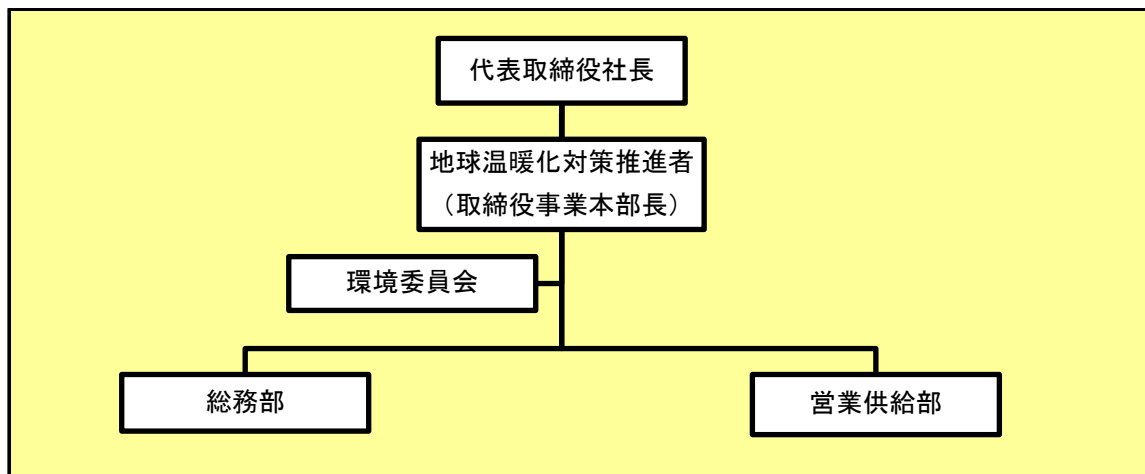 代表取締役社長
地球温暖化対策推進者
（取締役事業本部長）
環境委員会
総務部
営業供給部